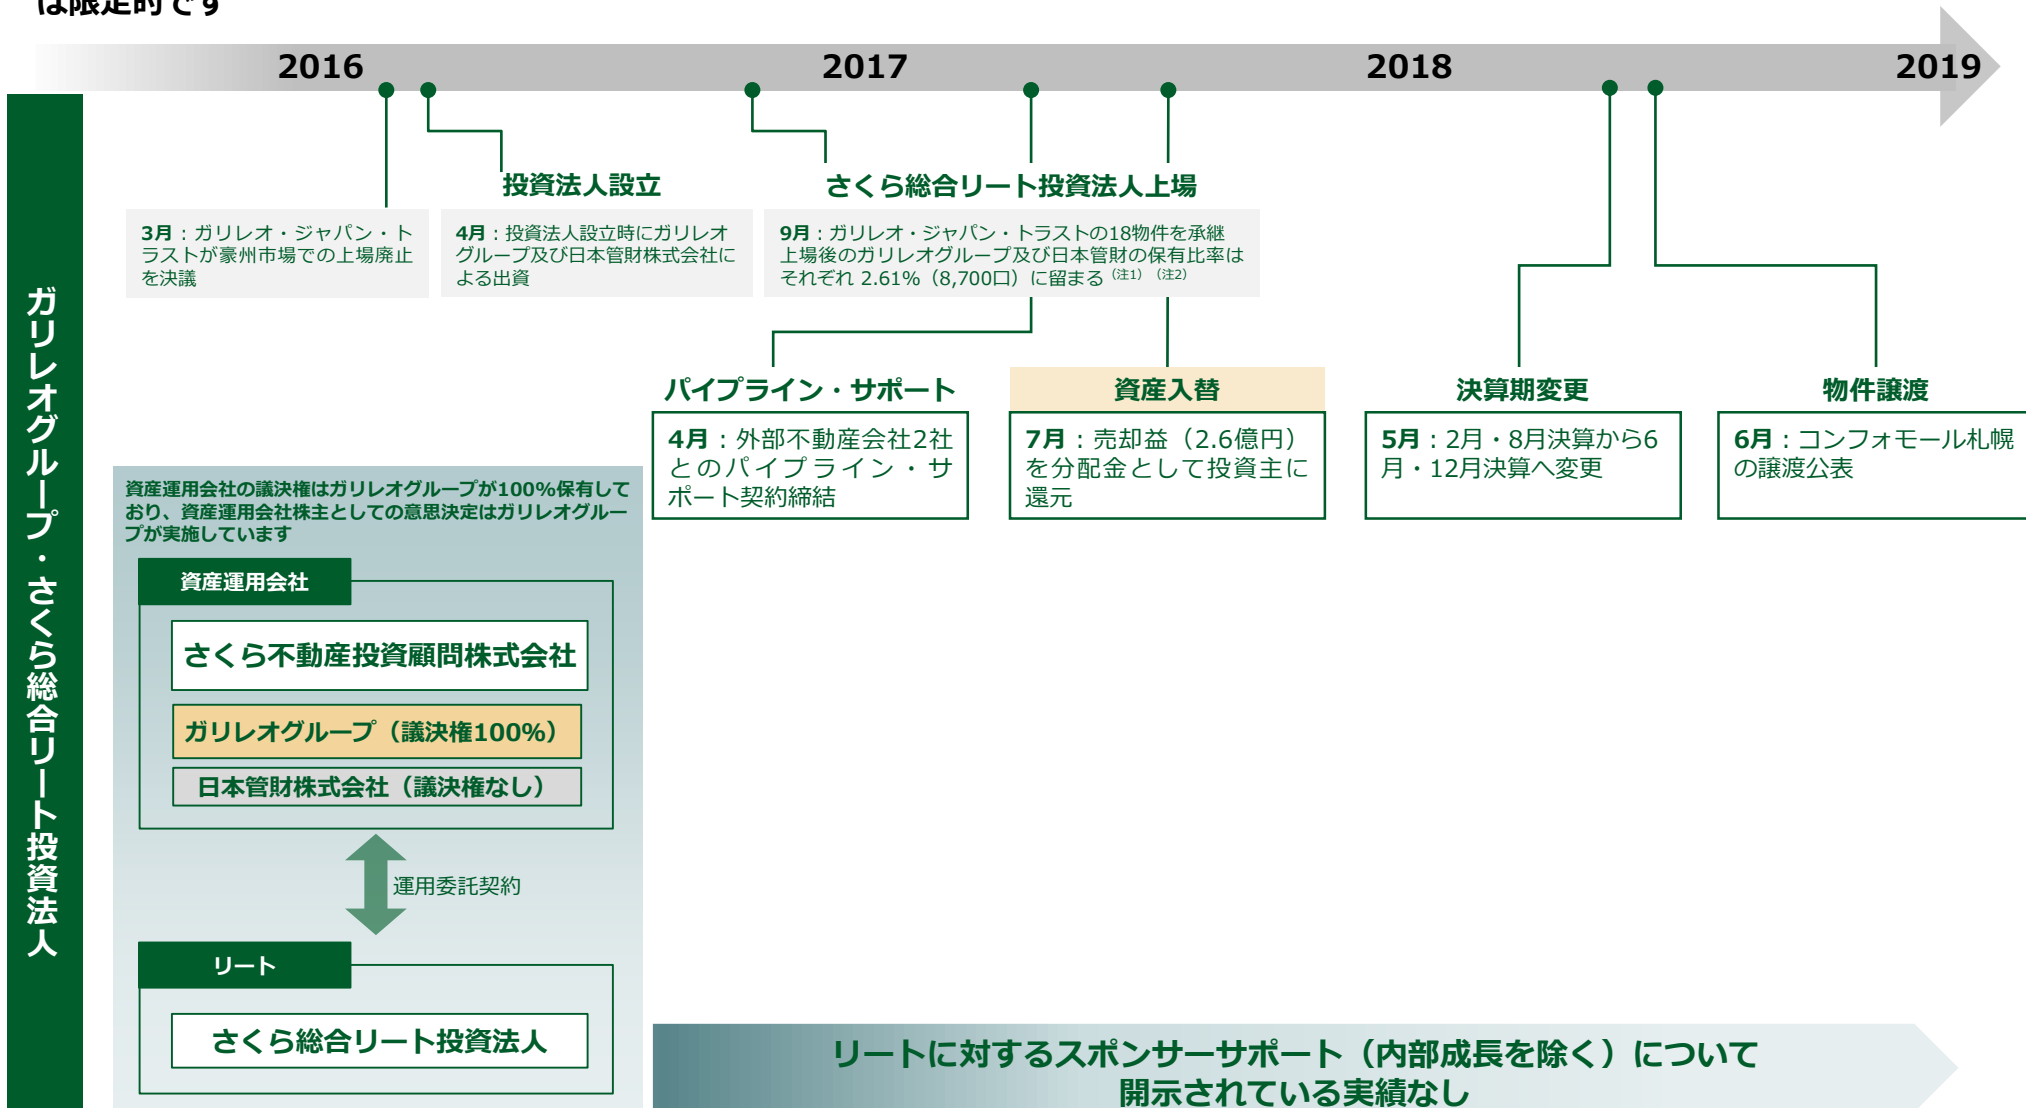 は限定的です
2016
2017
2018
2019
ガリレオグループ・さくら総合リート投資法人
投資法人設立
さくら総合リート投資法人上場
3月：ガリレオ・ジャパン・ト
ラストが豪州市場での上場廃止
を決議
4月：投資法人設立時にガリレオ
グループ及び日本管財株式会社に
よる出資
9月：ガリレオ・ジャパン・トラストの18物件を承継
上場後のガリレオグループ及び日本管財の保有比率は
それぞれ 2.61%（8,700口）に留まる（注1）（注2）
パイプライン・サポート
4月：外部不動産会社2社
とのパイプライン・サ
ポート契約締結
資産入替
7月：売却益（2.6億円）
を分配金として投資主に
還元
決算期変更
5月：2月・8月決算から6
月・12月決算へ変更
物件譲渡
6月：コンフォモール札幌
の譲渡公表
資産運用会社の議決権はガリレオグループが100%保有して
おり、資産運用会社株主としての意思決定はガリレオグルー
プが実施しています
資産運用会社
さくら不動産投資顧問株式会社
ガリレオグループ（議決権100%）
日本管財株式会社（議決権なし）
運用委託契約
リート
さくら総合リート投資法人
リートに対するスポンサーサポート（内部成長を除く）について
開示されている実績なし